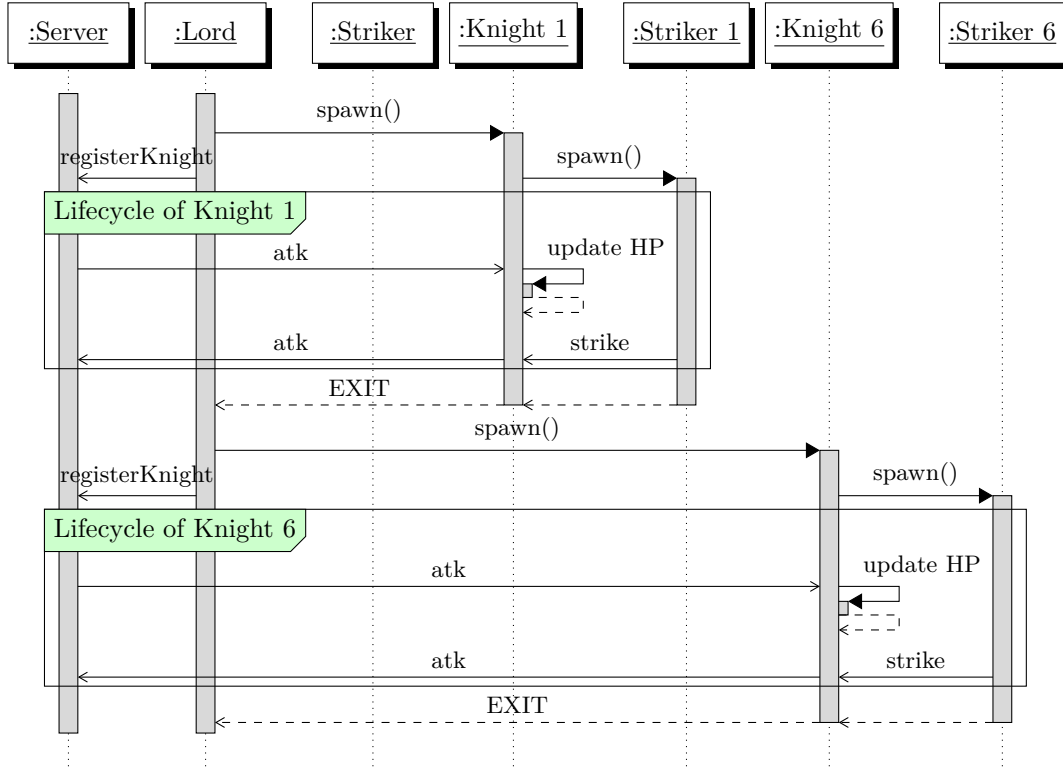 :Server
:Lord
:Striker
:Knight 1
:Striker 1
:Knight 6
:Striker 6
spawn()
registerKnight
spawn()
Lifecycle of Knight 1
update HP
atk
atk
strike
EXIT
spawn()
registerKnight
spawn()
Lifecycle of Knight 6
update HP
atk
atk
strike
EXIT